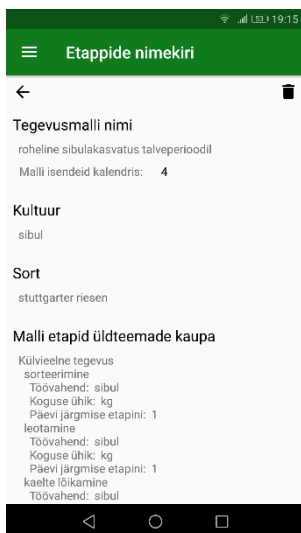 53 19:15
Etappide nimekiri
Tegevusmalli nimi
roheline sibulakasvatus talveperioodil
Malli isendeid kalendris: 4
Kultuur
sibul
Sort
stuttgarter riesen
Malli etapid üldteemade kaupa
Külvieelne tegevus
sorteerimine
Töövahend: sibul
Koguse ühik: kg
Päevi järgmise etapini: 1
leotamine
Töövahend: sibul
Koguse ühik: kg
Päevi järgmise etapini: 1
kaelte lõikamine
Töövahend: sibul